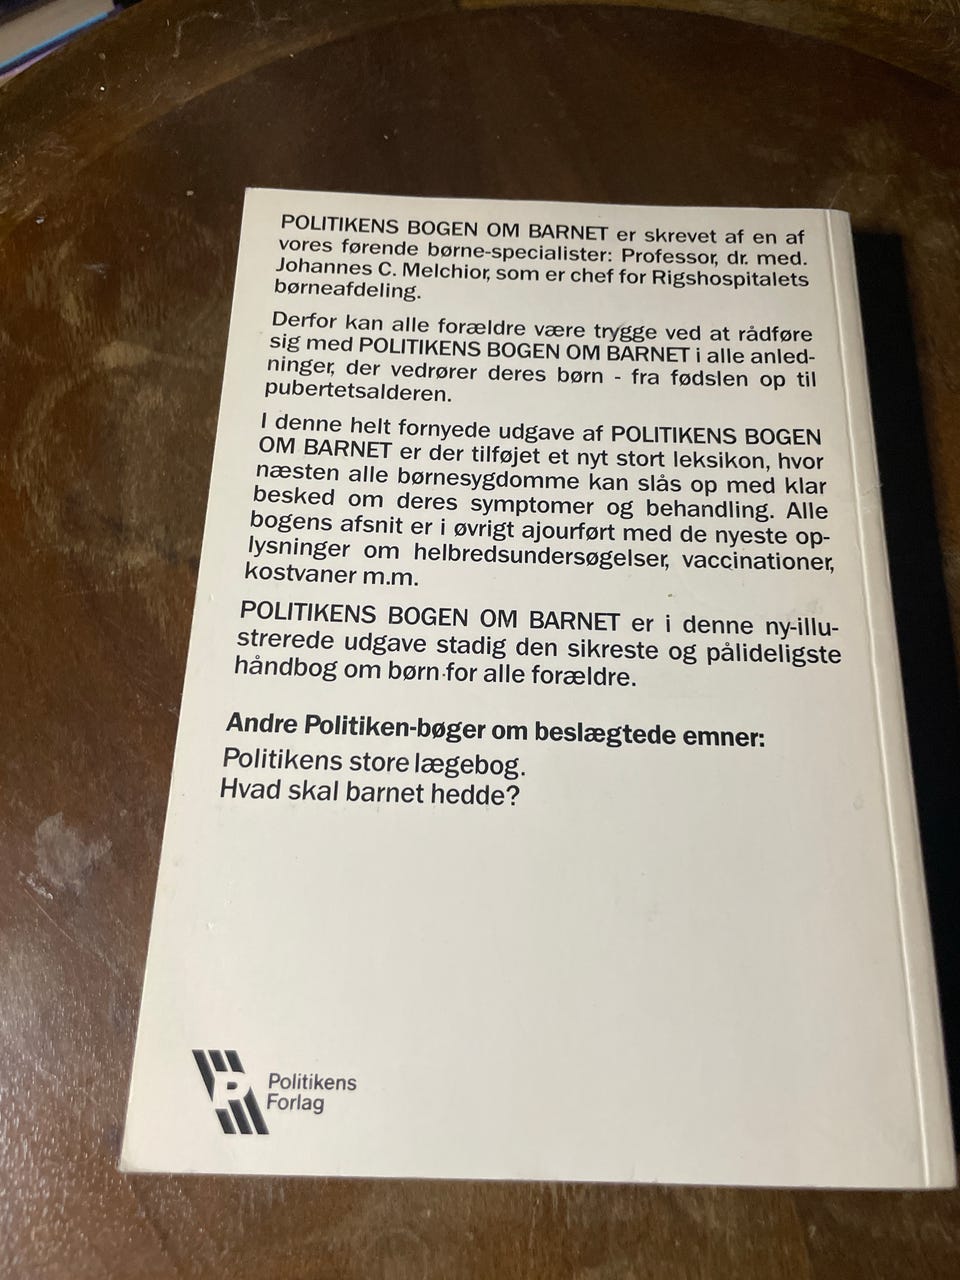 POLITIKENS BOGEN OM BARNET er skrevet af en af
vores førende børne-specialister: Professor, dr. med.
Johannes C. Melchior, som er chef for Rigshospitalets
børneafdeling.
Derfor kan alle forældre være trygge ved at rådføre
sig med POLITIKENS BOGEN OM BARNET i alle anled-
ninger, der vedrører deres børn - fra fødslen op til
pubertetsalderen.
I denne helt fornyede udgave af POLITIKENS BOGEN
OM BARNET er der tilføjet et nyt stort leksikon, hvor
næsten alle børnesygdomme kan slås op med klar
besked om deres symptomer og behandling. Alle
bogens afsnit er i øvrigt ajourført med de nyeste op-
lysninger om helbredsundersøgelser, vaccinationer,
kostvaner m.m.
POLITIKENS BOGEN OM BARNET er i denne ny-illu-
strerede udgave stadig den sikreste og pålideligste
håndbog om børn for alle forældre.
Andre Politiken-bøger om beslægtede emner:
Politikens store lægebog.
Hvad skal barnet hedde?
P
Politikens
Forlag